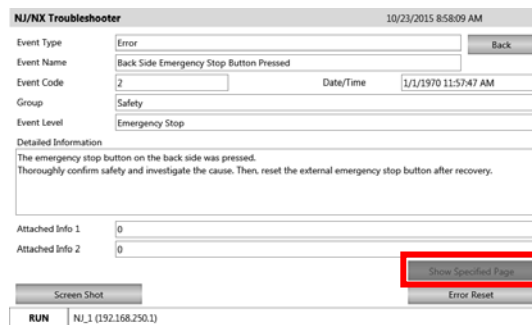 NJ/NX Troubleshooter 10/23/2015 8:58:09 AM
Event Type Error Back
Event Name Back Side Emergency Stop Button Pressed
Event Code 2 Date/Time 1/1/1970 11:57:47 AM
Group Safety
Event Level Emergency Stop
Detailed Information
The emergency stop button on the back side was pressed.
Thoroughly confirm safety and investigate the cause. Then, reset the external emergency stop button after recovery.
Attached Info 1 0
Attached Info 2 0
Show Specified Page
Screen Shot Error Reset
RUN NJ_1 (192.168.250.1)